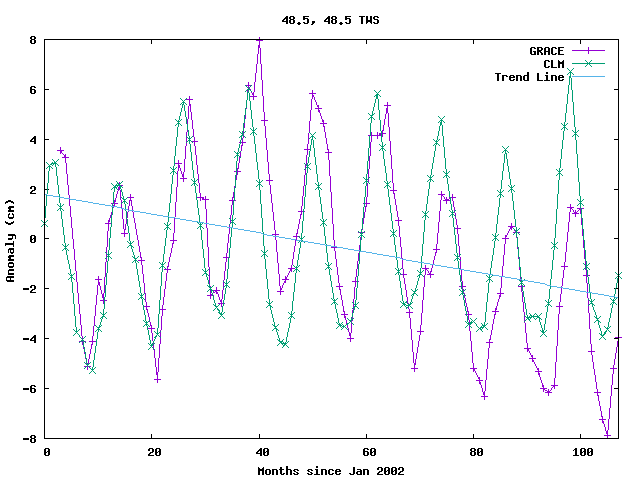 48.5, 48.5 TWS
GRACE
CLM
Trend Line
Anomaly (cm)
8
6
4
2
0
-2
-4
-6
-8
0 20 40 60 80 100
Months since Jan 2002